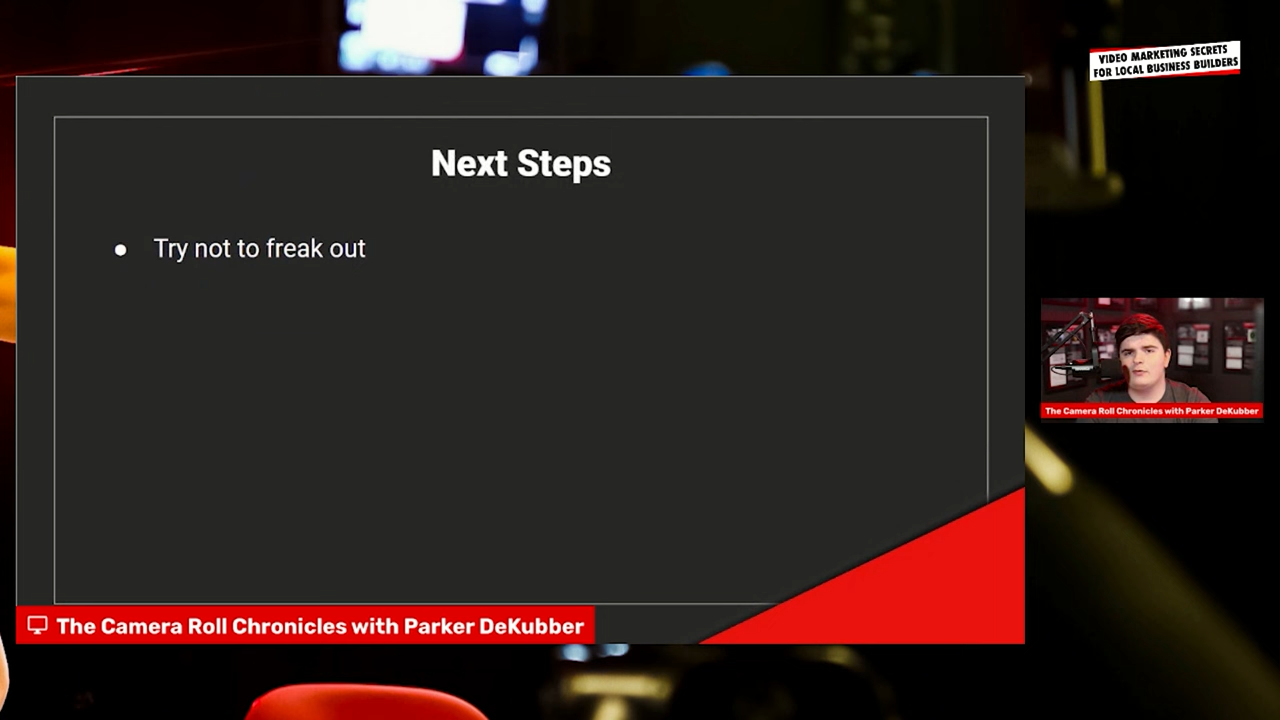 VIDEO MARKETING SECRETS
FOR LOCAL BUSINESS BUILDERS
Next Steps
Try not to freak out
The Camera Roll Chronicles with Parker DeKubber
The Camera Roll Chronicles with Parker DeKubber